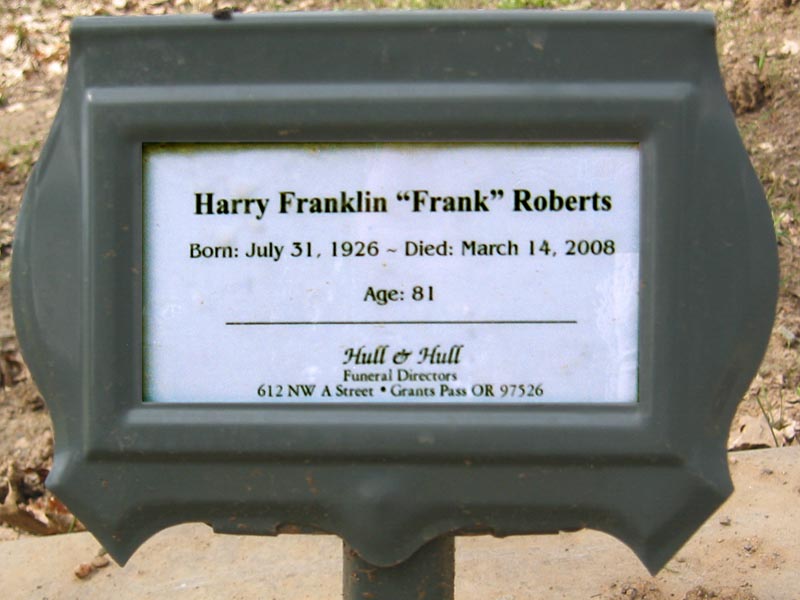 Harry Franklin “Frank” Roberts
Born: July 31, 1926 ~ Died: March 14, 2008
Age: 81
Hull & Hull
Funeral Directors
612 NW A Street • Grants Pass OR 97526